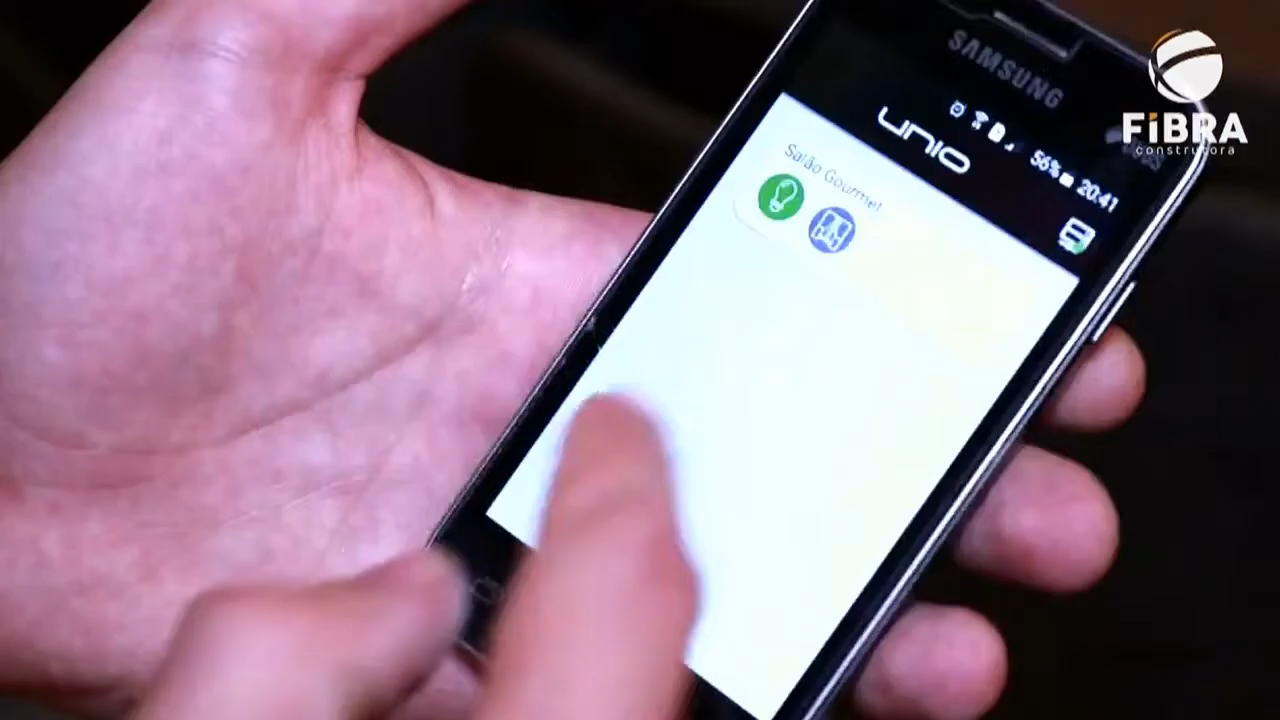 SAMSUNG
56% 20:41
UNIO
Salão Gourmet
FiBRA
construtora